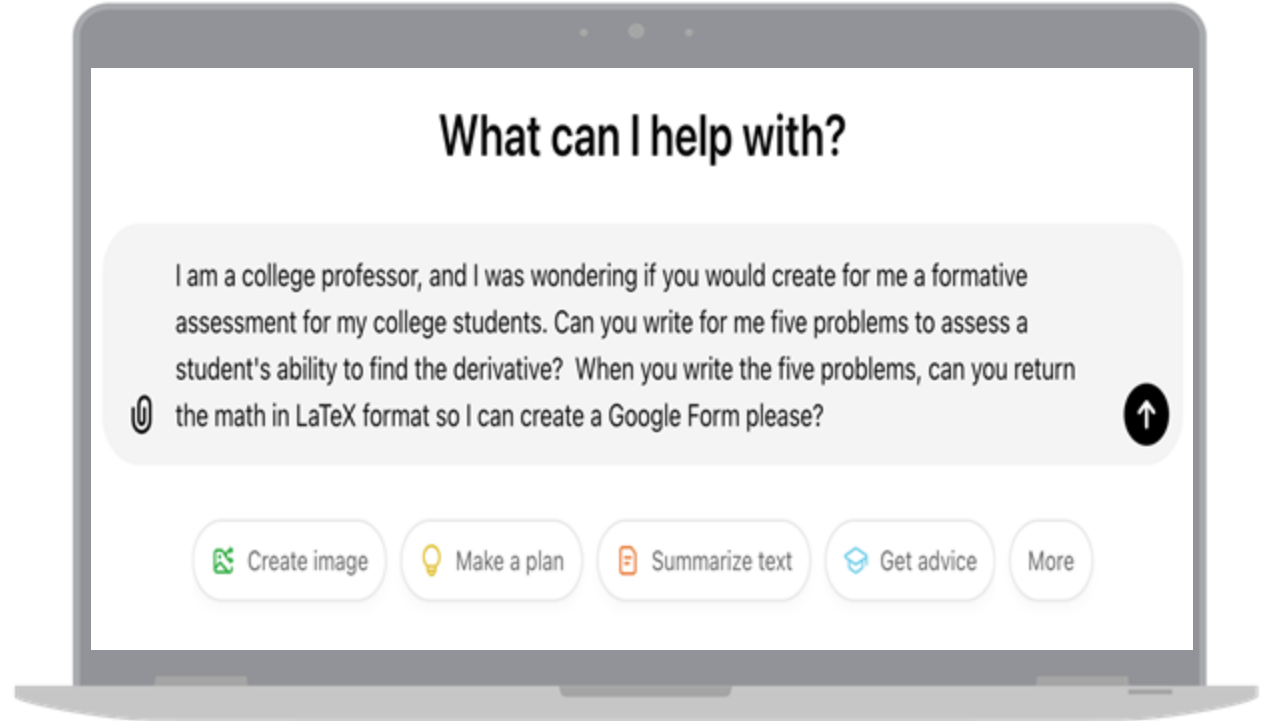 What can I help with?
I am a college professor, and I was wondering if you would create for me a formative
assessment for my college students. Can you write for me five problems to assess a
student's ability to find the derivative?  When you write the five problems, can you return
the math in LaTeX format so I can create a Google Form please?
Create image
Make a plan
Summarize text
Get advice
More